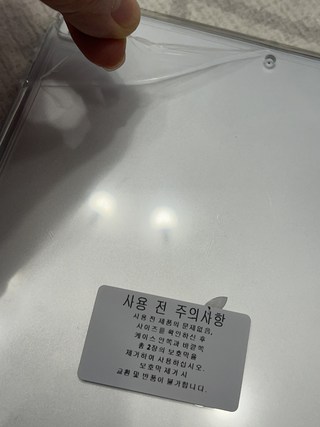 사용 전 주의사항
사용 전 제품의 문제없음,
사이즈를 확인하신 후
케이스 안쪽과 바깥쪽
총 2장의 보호막을
제거하여 사용하십시오.
보호막 제거 시
교환 및 반품이 불가합니다.